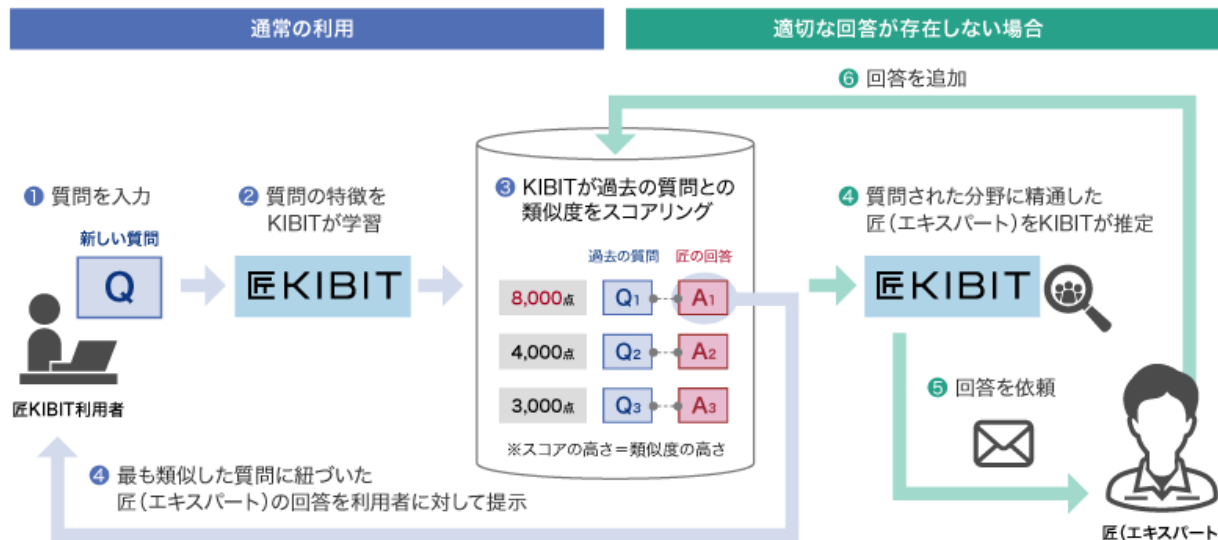 通常の利用
適切な回答が存在しない場合
❶ 質問を入力
新しい質問
Q
匠KIBIT利用者
❷ 質問の特徴を
KIBITが学習
匠KIBIT
❸ KIBITが過去の質問との
類似度をスコアリング
過去の質問 匠の回答
8,000点 Q1 A1
4,000点 Q2 A2
3,000点 Q3 A3
※スコアの高さ=類似度の高さ
❹ 最も類似した質問に紐づいた
匠(エキスパート)の回答を利用者に対して提示
❹ 質問された分野に精通した
匠(エキスパート)をKIBITが推定
匠KIBIT
❺ 回答を依頼
匠(エキスパート
❻ 回答を追加